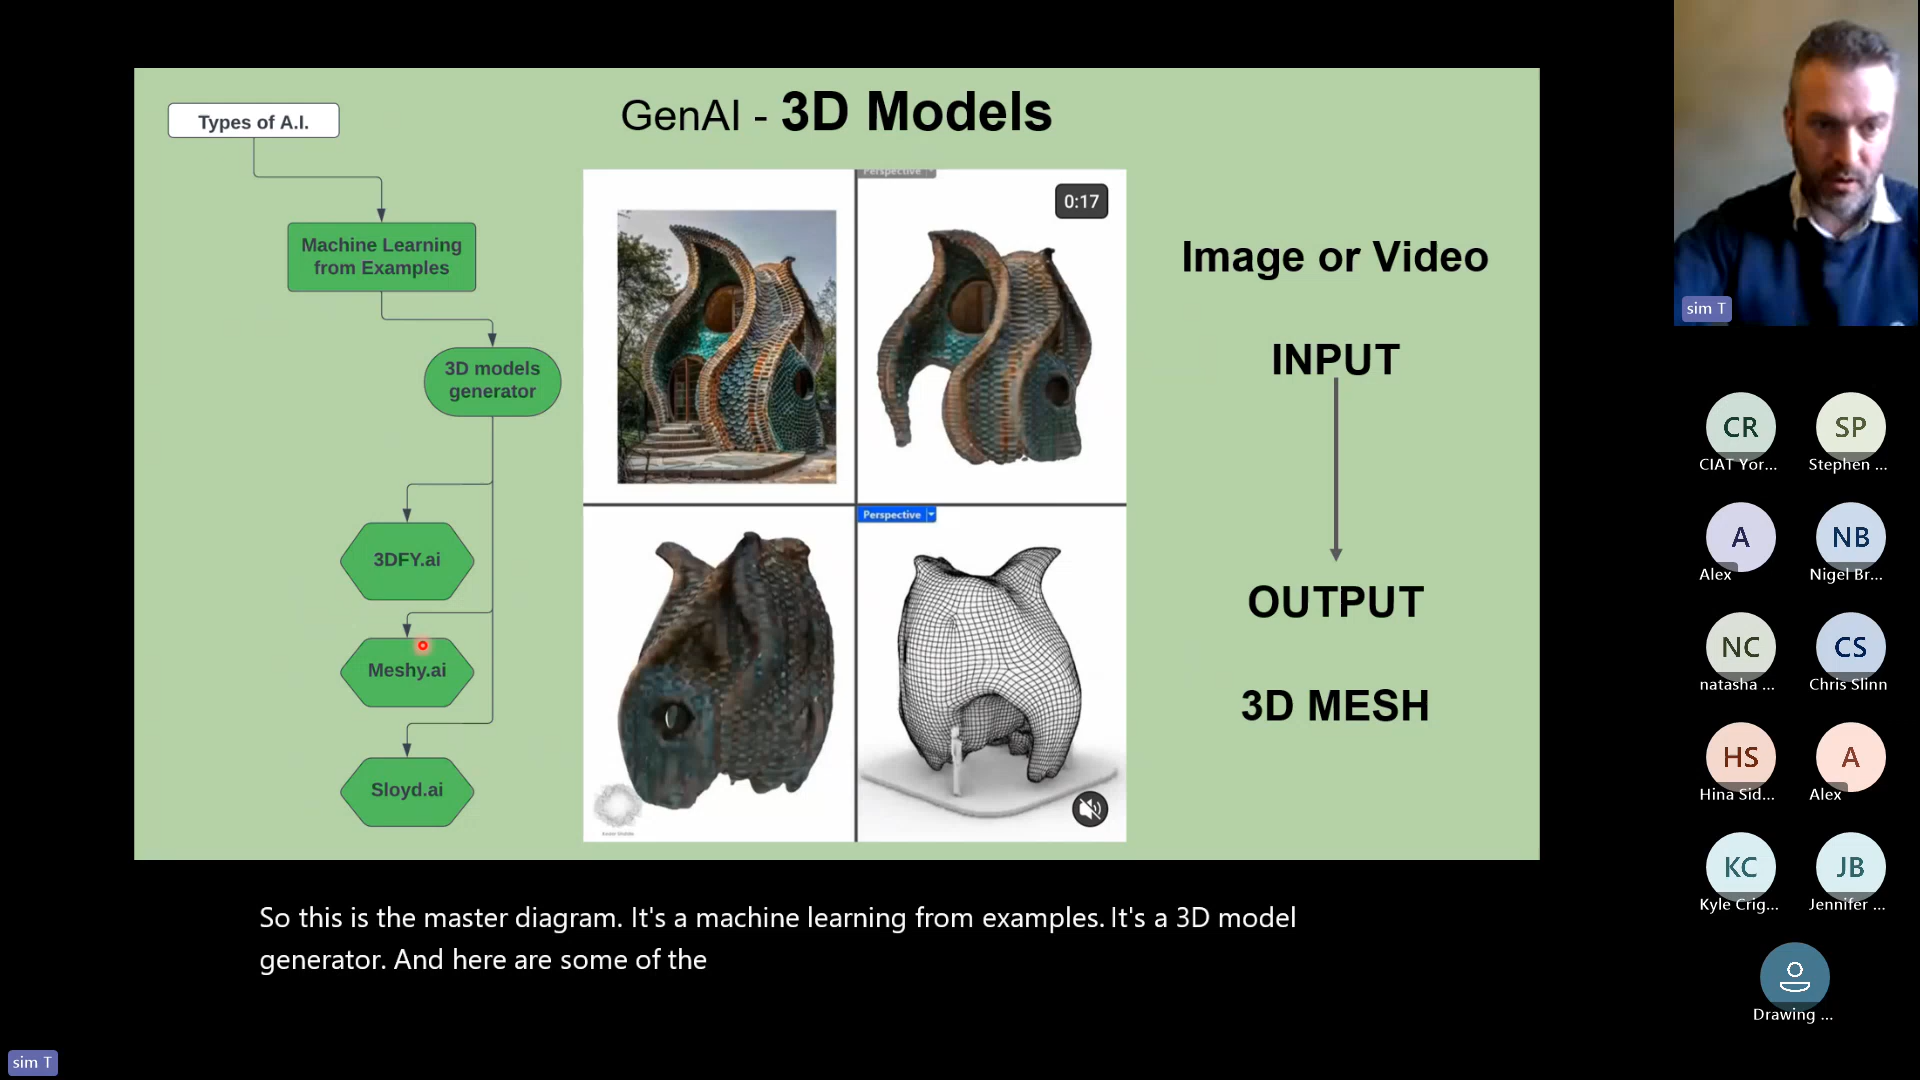 Types of A.I.
GenAI - 3D Models
Machine Learning
from Examples
3D models
generator
3DFY.ai
Meshy.ai
Sloyd.ai
Perspective
0:17
Perspective
Image or Video
INPUT
OUTPUT
3D MESH
So this is the master diagram. It's a machine learning from examples. It's a 3D model
generator. And here are some of the
sim T
sim T
CR
CIAT Yor...
SP
Stephen ...
A
Alex
NB
Nigel Br...
NC
natasha ...
CS
Chris Slinn
HS
Hina Sid...
A
Alex
KC
Kyle Crig...
JB
Jennifer ...
Drawing ...